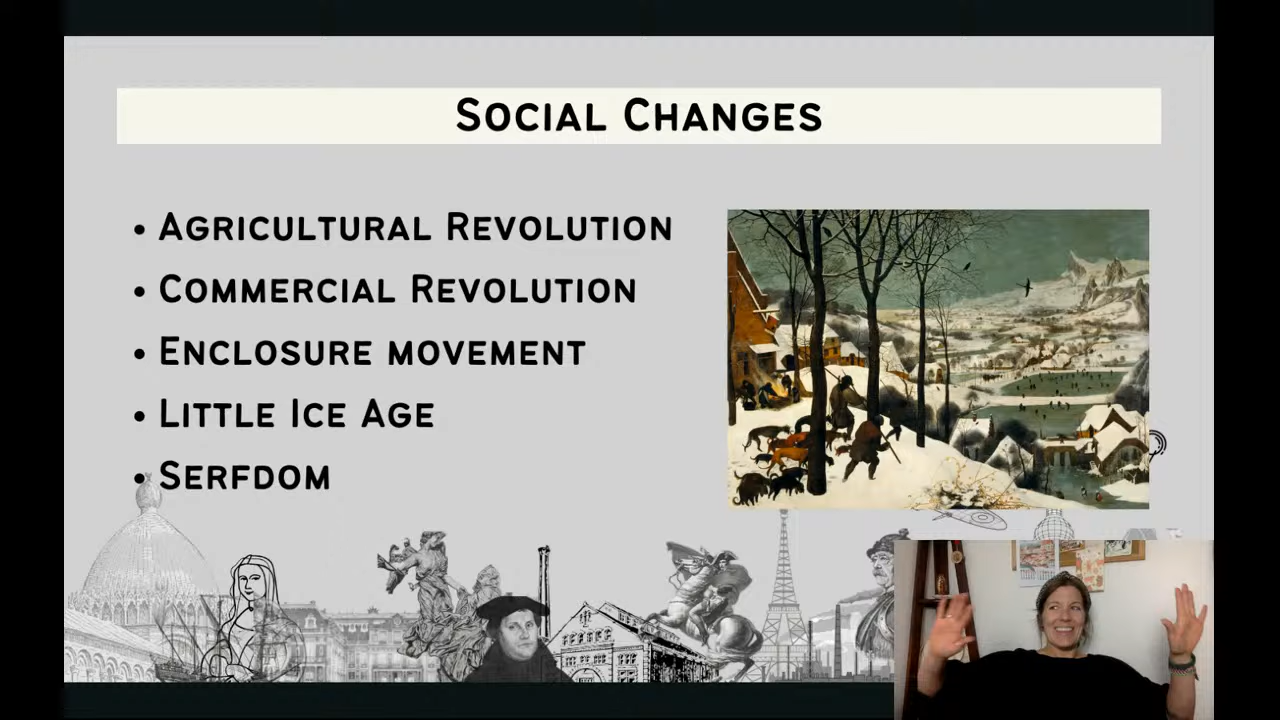 Social Changes
• Agricultural Revolution
• Commercial Revolution
• Enclosure movement
• Little Ice Age
• Serfdom